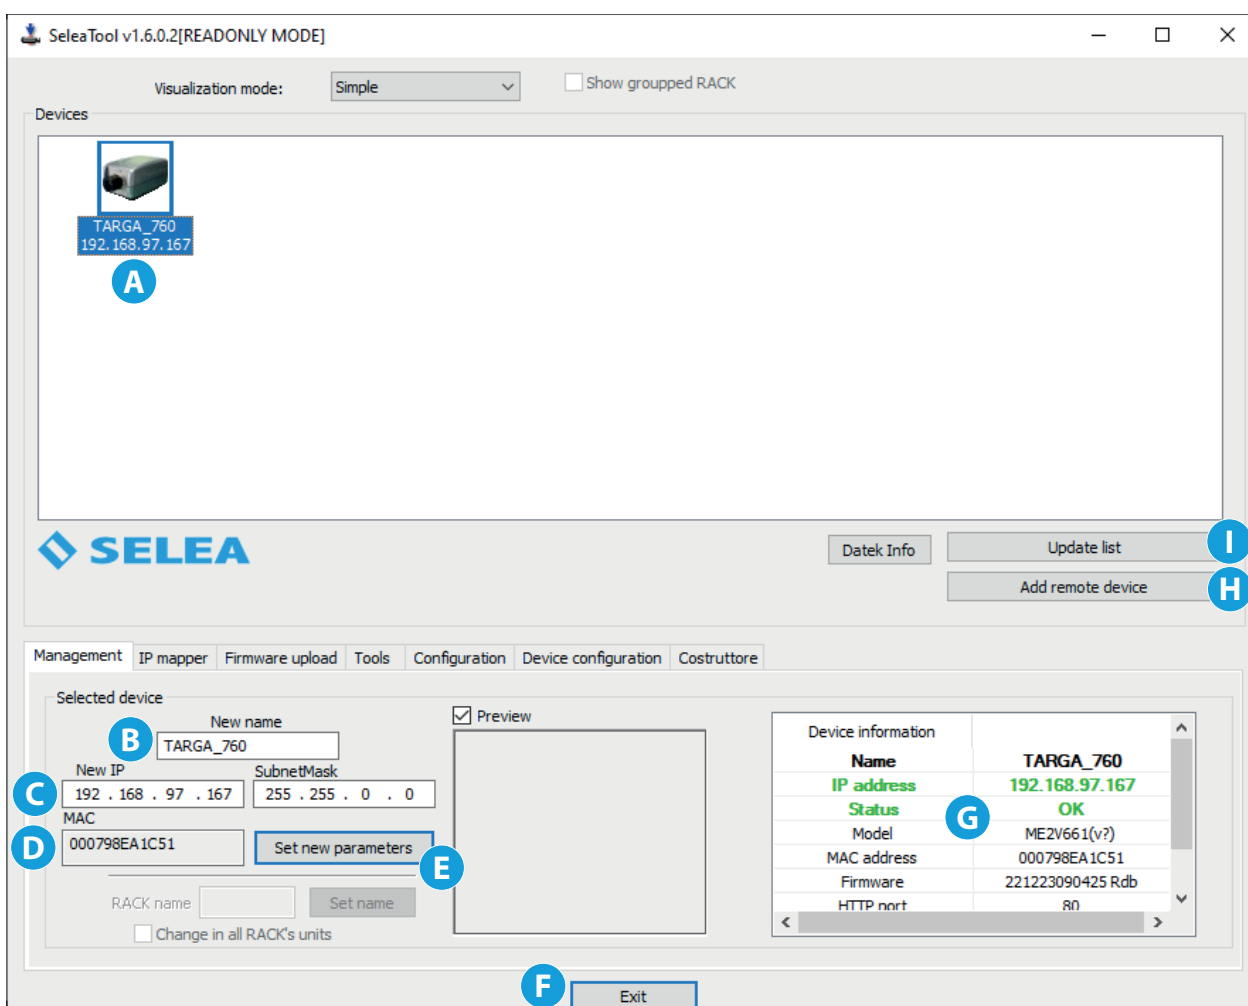 SeleaTool v1.6.0.2[READONLY MODE]
Visualization mode: Simple Show groupped RACK
Devices
TARGA_760
192.168.97.167
A
SELEA
Datek Info Update list I
Add remote device H
Management IP mapper Firmware upload Tools Configuration Device configuration Costruttore
Selected device
New name
B TARGA_760
New IP SubnetMask
C 192 . 168 . 97 . 167 255 . 255 . 0 . 0
MAC
D 000798EA1C51 Set new parameters E
RACK name Set name
Change in all RACK's units
Preview
Device information
Name TARGA_760
IP address 192.168.97.167
Status OK
G
Model ME2V661(v?)
MAC address 000798EA1C51
Firmware 221223090425 Rdb
HTTP port 80
F Exit